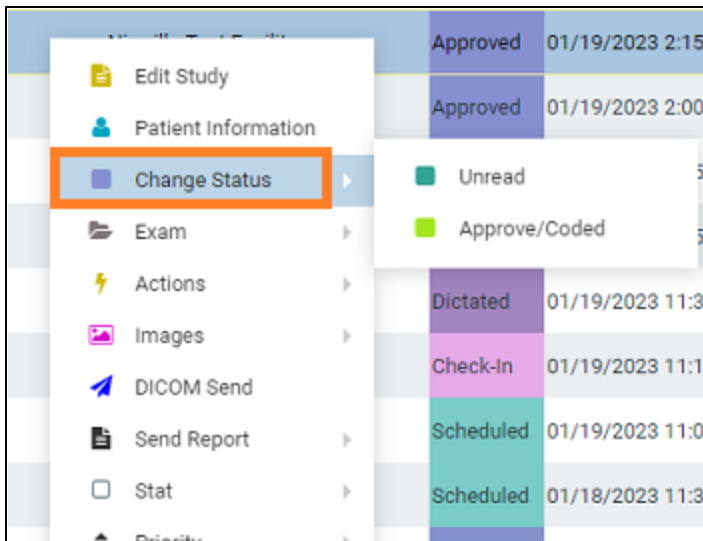 Approved 01/19/2023 2:15
Edit Study
Approved 01/19/2023 2:00
Patient Information
Change Status
Unread
Approve/Coded
Exam
Actions
Dictated 01/19/2023 11:3
Images
Check-In 01/19/2023 11:1
DICOM Send
Send Report
Scheduled 01/19/2023 11:0
Stat
Scheduled 01/18/2023 11:3
Priority